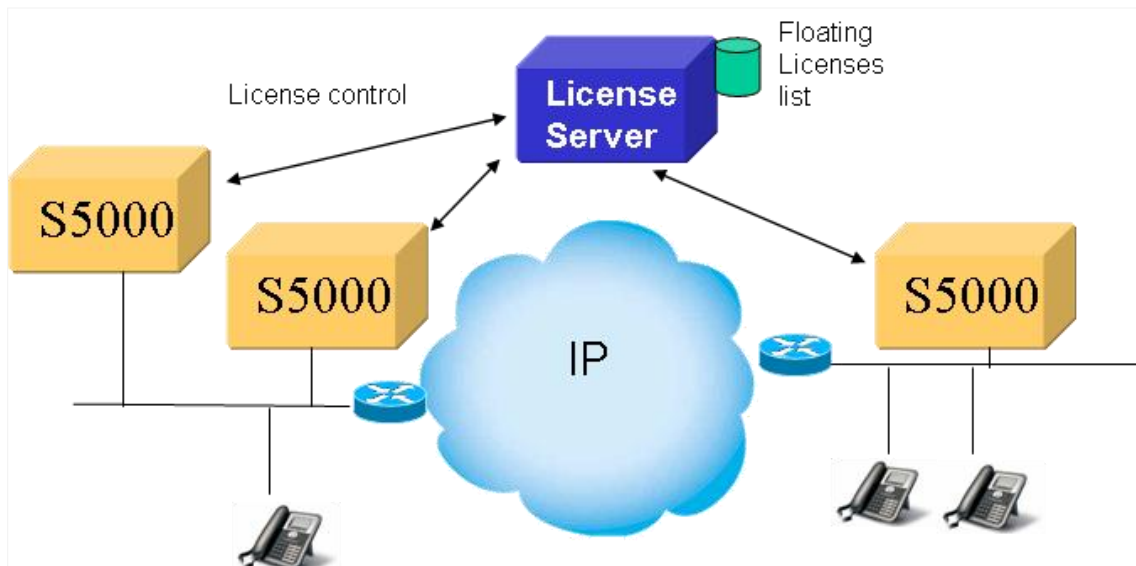 Floating
Licenses
list
License control
License
Server
S5000
S5000
S5000
IP